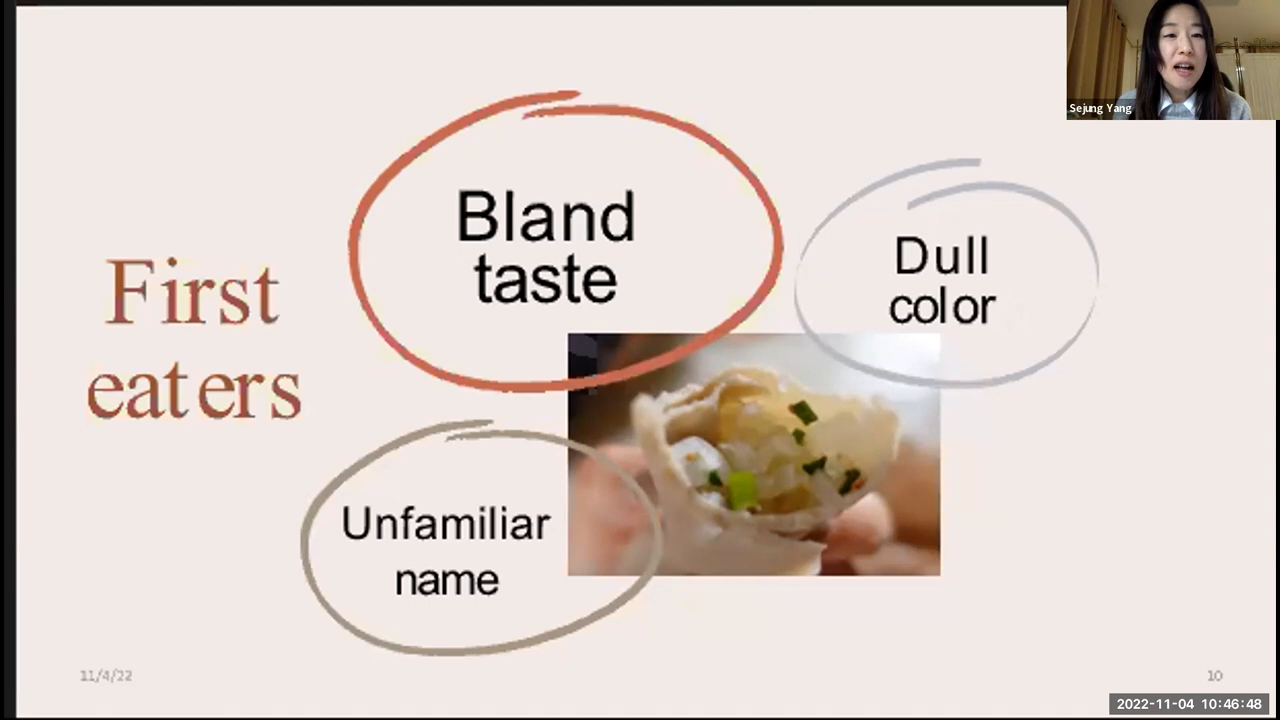 Sejung Yang
Bland
taste
Dull
color
First
eaters
Unfamiliar
name
11/4/22
10
2022-11-04 10:46:48